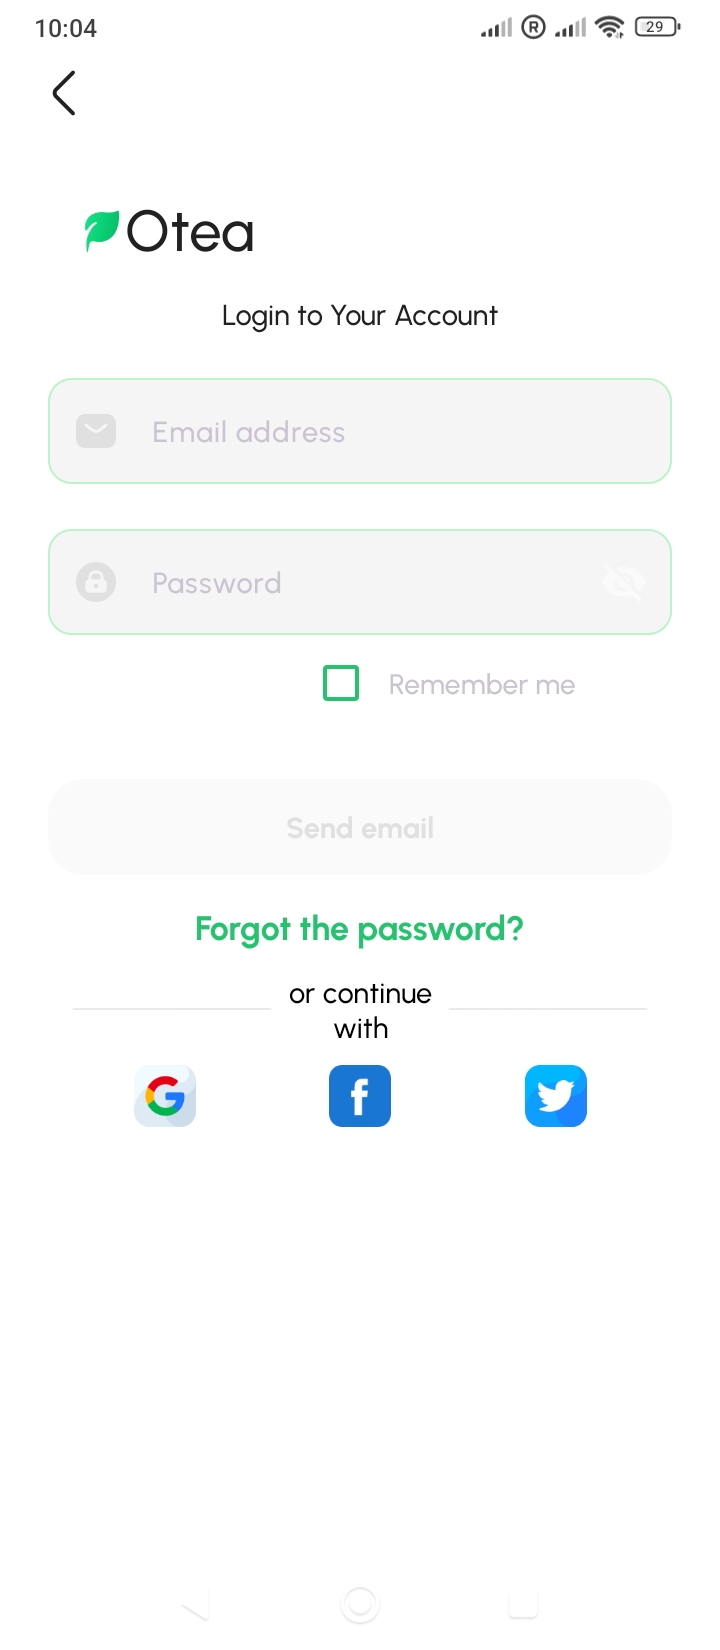 10:04
R
29
Otea
Login to Your Account
Email address
Password
Remember me
Send email
Forgot the password?
or continue
with